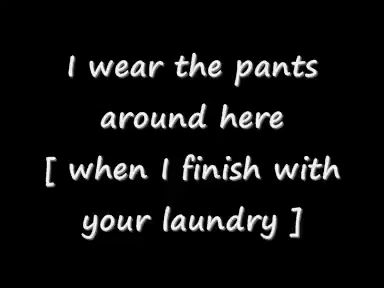 I wear the pants
around here
[ when I finish with
your laundry ]